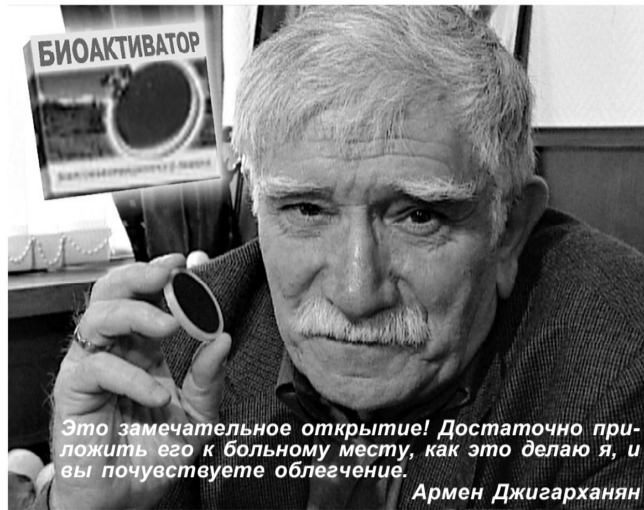 БИОАКТИВАТОР
Это замечательное открытие! Достаточно при-
ложить его к больному месту, как это делаю я, и
вы почувствуете облегчение.
Армен Джигарханян